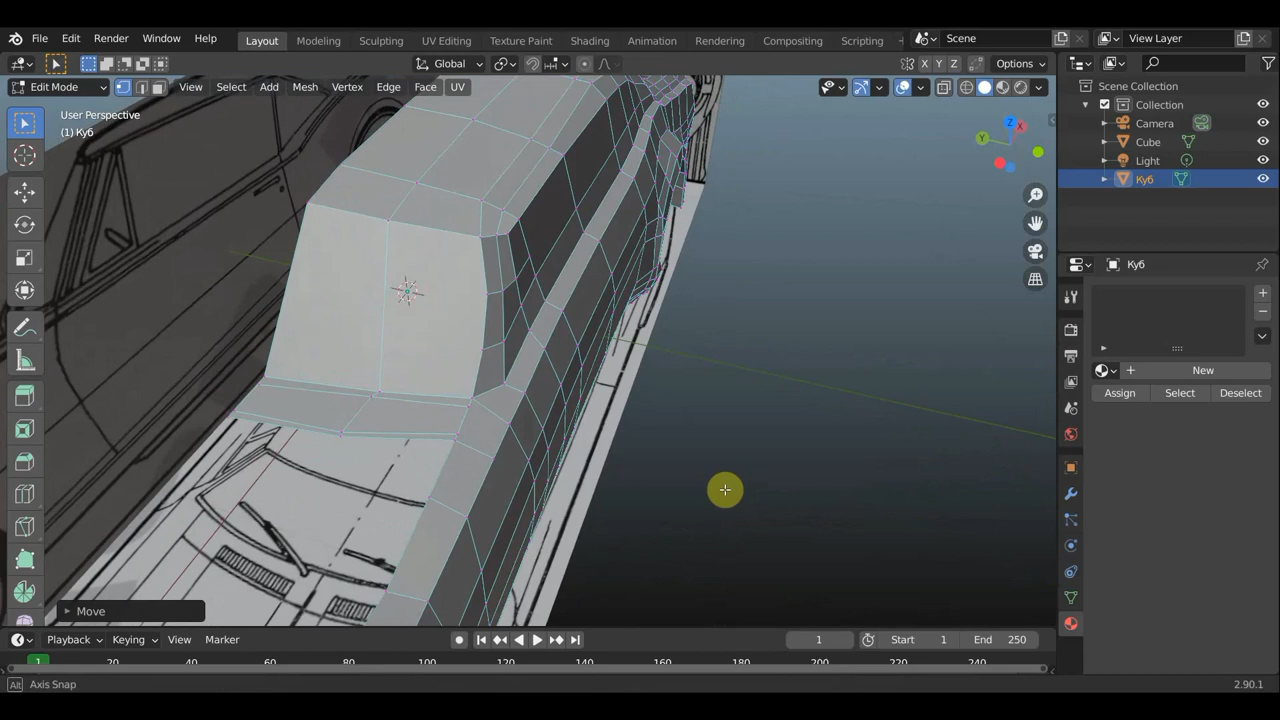 File Edit Render Window Help Layout Modeling Sculpting UV Editing Texture Paint Shading Animation Rendering Compositing Scripting Scene View Layer
Global X Y Z Options
Edit Mode View Select Add Mesh Vertex Edge Face UV
User Perspective
(1) Куб
Z
X
Y
Scene Collection
Collection
Camera
Cube
Light
Куб
Куб
New
Assign Select Deselect
Move
Playback Keying View Marker 1 Start 1 End 250
1 20 40 60 80 100 120 140 160 180 200 220 240
Alt Axis Snap 2.90.1